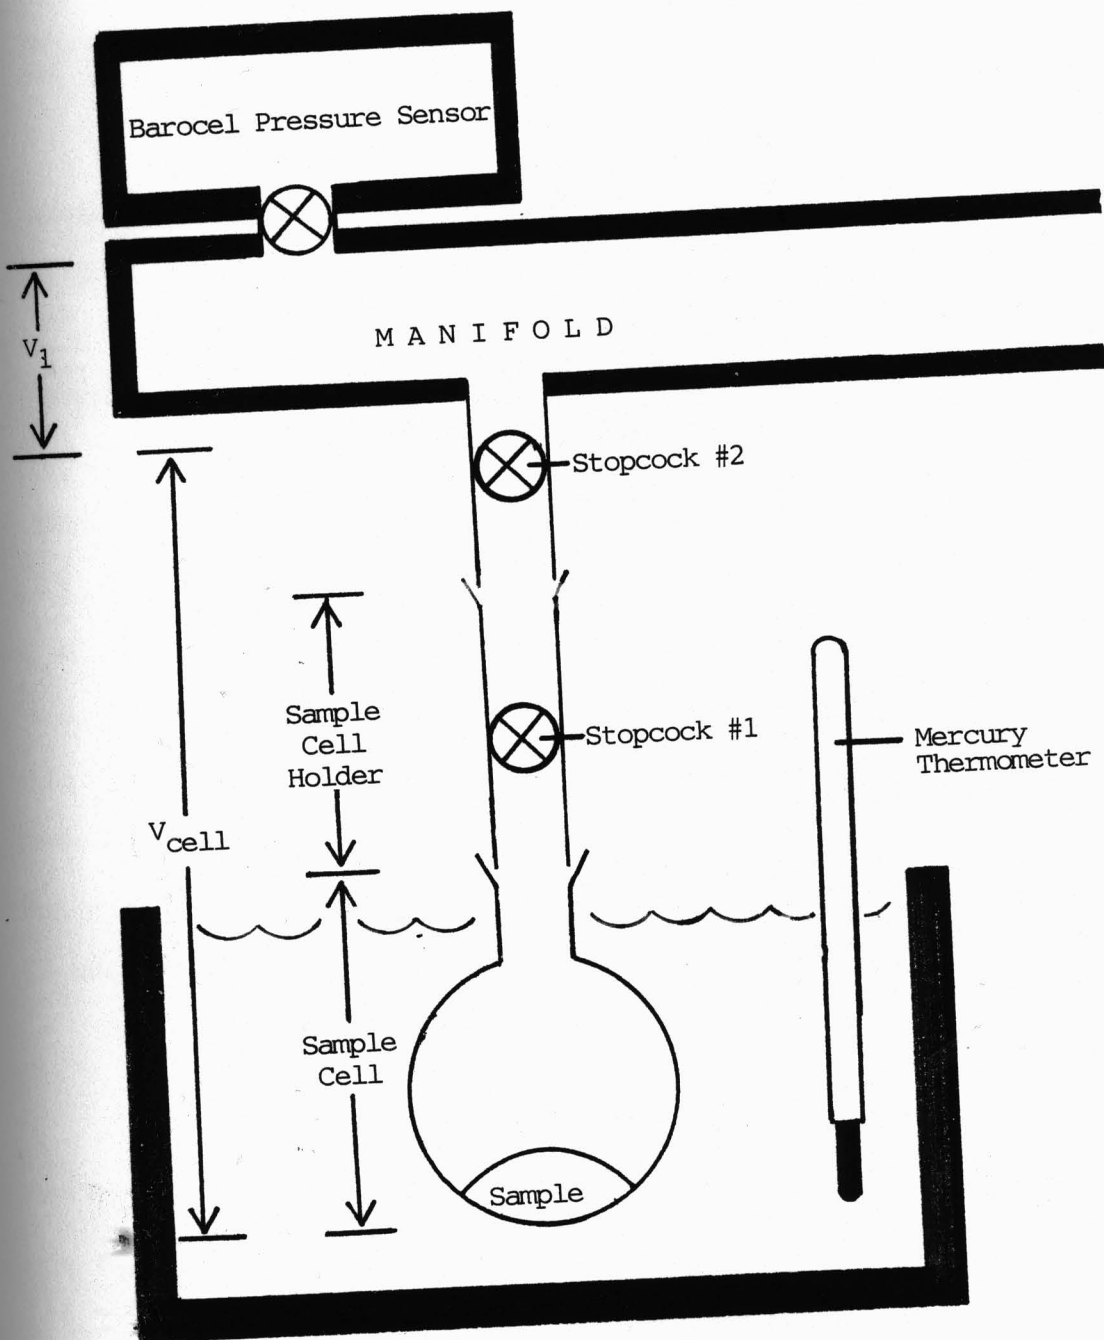 Barocel Pressure Sensor
MANIFOLD
V1
Stopcock #2
Sample
Cell
Holder
Stopcock #1
Mercury
Thermometer
Vcell
Sample
Cell
Sample